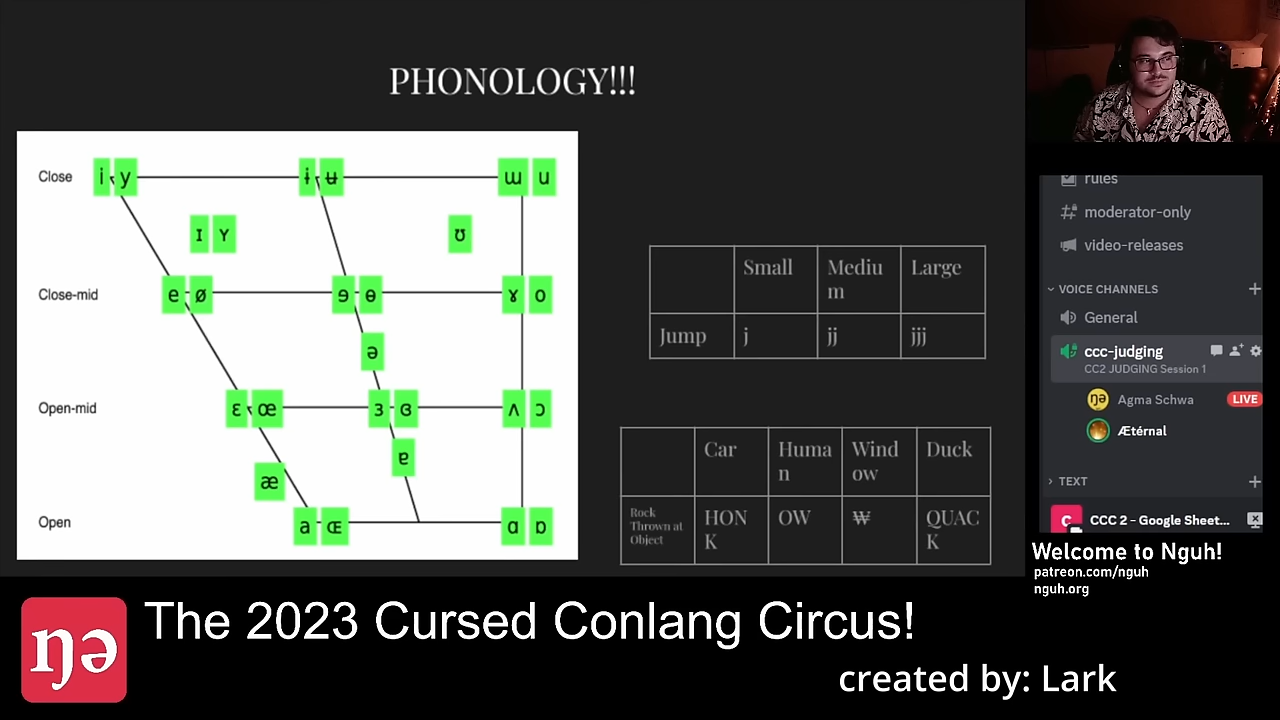 PHONOLOGY!!!
Close
i y
ɨ ʉ
ɯ u
ɪ ʏ
ʊ
Close-mid
e ø
ɘ ɵ
ɤ o
ə
Open-mid
ɛ œ
ɜ ɞ
ʌ ɔ
ɐ
æ
Open
a ɶ
ɑ ɒ
Small
Mediu
m
Large
Jump
j
jj
jjj
Car
Huma
n
Wind
ow
Duck
Rock
Thrown at
Object
HON
K
OW
₩
QUAC
K
rules
moderator-only
video-releases
VOICE CHANNELS
General
ccc-judging
CC2 JUDGING Session 1
ŋə Agma Schwa LIVE
Ætérnal
TEXT
CCC 2 - Google Sheet...
Welcome to Nguh!
patreon.com/nguh
nguh.org
ŋə
The 2023 Cursed Conlang Circus!
created by: Lark